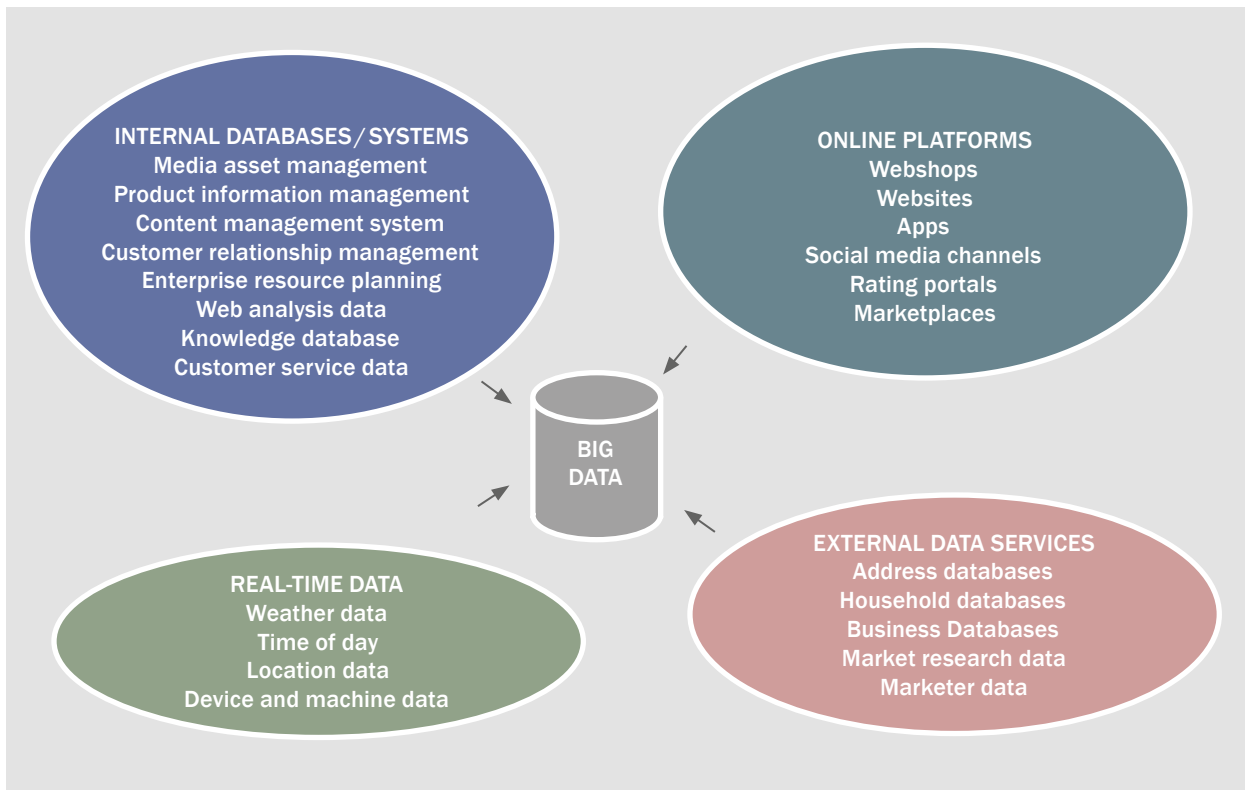 INTERNAL DATABASES/SYSTEMS
Media asset management
Product information management
Content management system
Customer relationship management
Enterprise resource planning
Web analysis data
Knowledge database
Customer service data
ONLINE PLATFORMS
Webshops
Websites
Apps
Social media channels
Rating portals
Marketplaces
BIG
DATA
REAL-TIME DATA
Weather data
Time of day
Location data
Device and machine data
EXTERNAL DATA SERVICES
Address databases
Household databases
Business Databases
Market research data
Marketer data